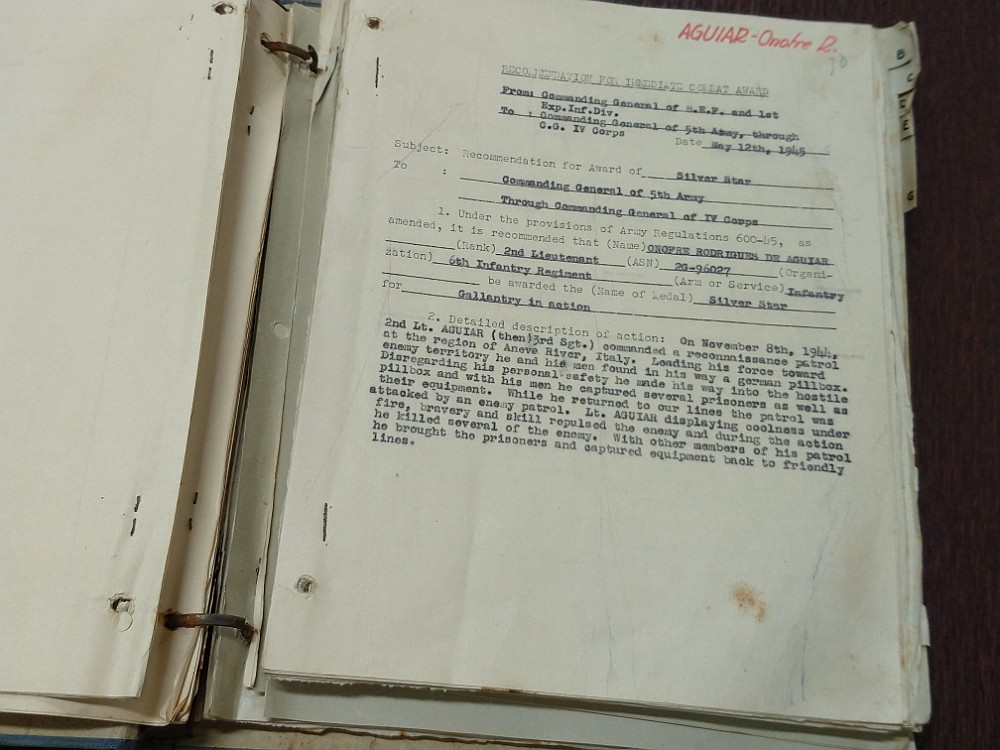 AGUIAR-Onofre R.
RECOMMENDATION FOR IMMEDIATE COMBAT AWARD
From: Commanding General of B.E.F. and 1st
Exp.Inf.Div.
To : Commanding General of 5th Army, through
C.G. IV Corps
Date May 12th, 1945
Subject: Recommendation for Award of Silver Star
To : Commanding General of 5th Army
Through Commanding General of IV Corps
1. Under the provisions of Army Regulations 600-45, as
amended, it is recommended that (Name) ONOFRE RODRIGUES DE AGUIAR
(Rank) 2nd Lieutenant (ASN) 2G-96027 (Organi-
zation) 6th Infantry Regiment (Arm or Service) Infantry
be awarded the (Name of Medal) Silver Star
for Gallantry in action
2. Detailed description of action: On November 8th, 1944,
2nd Lt. AGUIAR (then)3rd Sgt.) commanded a reconnaissance patrol
at the region of Aneve River, Italy. Leading his force toward
enemy territory he and his men found in his way a german pillbox.
Disregarding his personal safety he made his way into the hostile
pillbox and with his men he captured several prisoners as well as
their equipment. While he returned to our lines the patrol was
attacked by an enemy patrol. Lt. AGUIAR displaying coolness under
fire, bravery and skill repulsed the enemy and during the action
he killed several of the enemy. With other members of his patrol
he brought the prisoners and captured equipment back to friendly
lines.
B
C
E
E
G